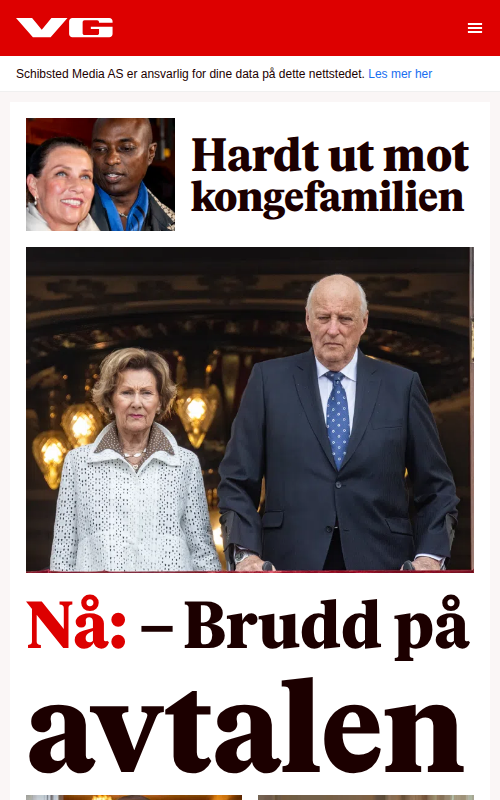 VG
Schibsted Media AS er ansvarlig for dine data på dette nettstedet. Les mer her
Hardt ut mot
kongefamilien
Nå: – Brudd på
avtalen